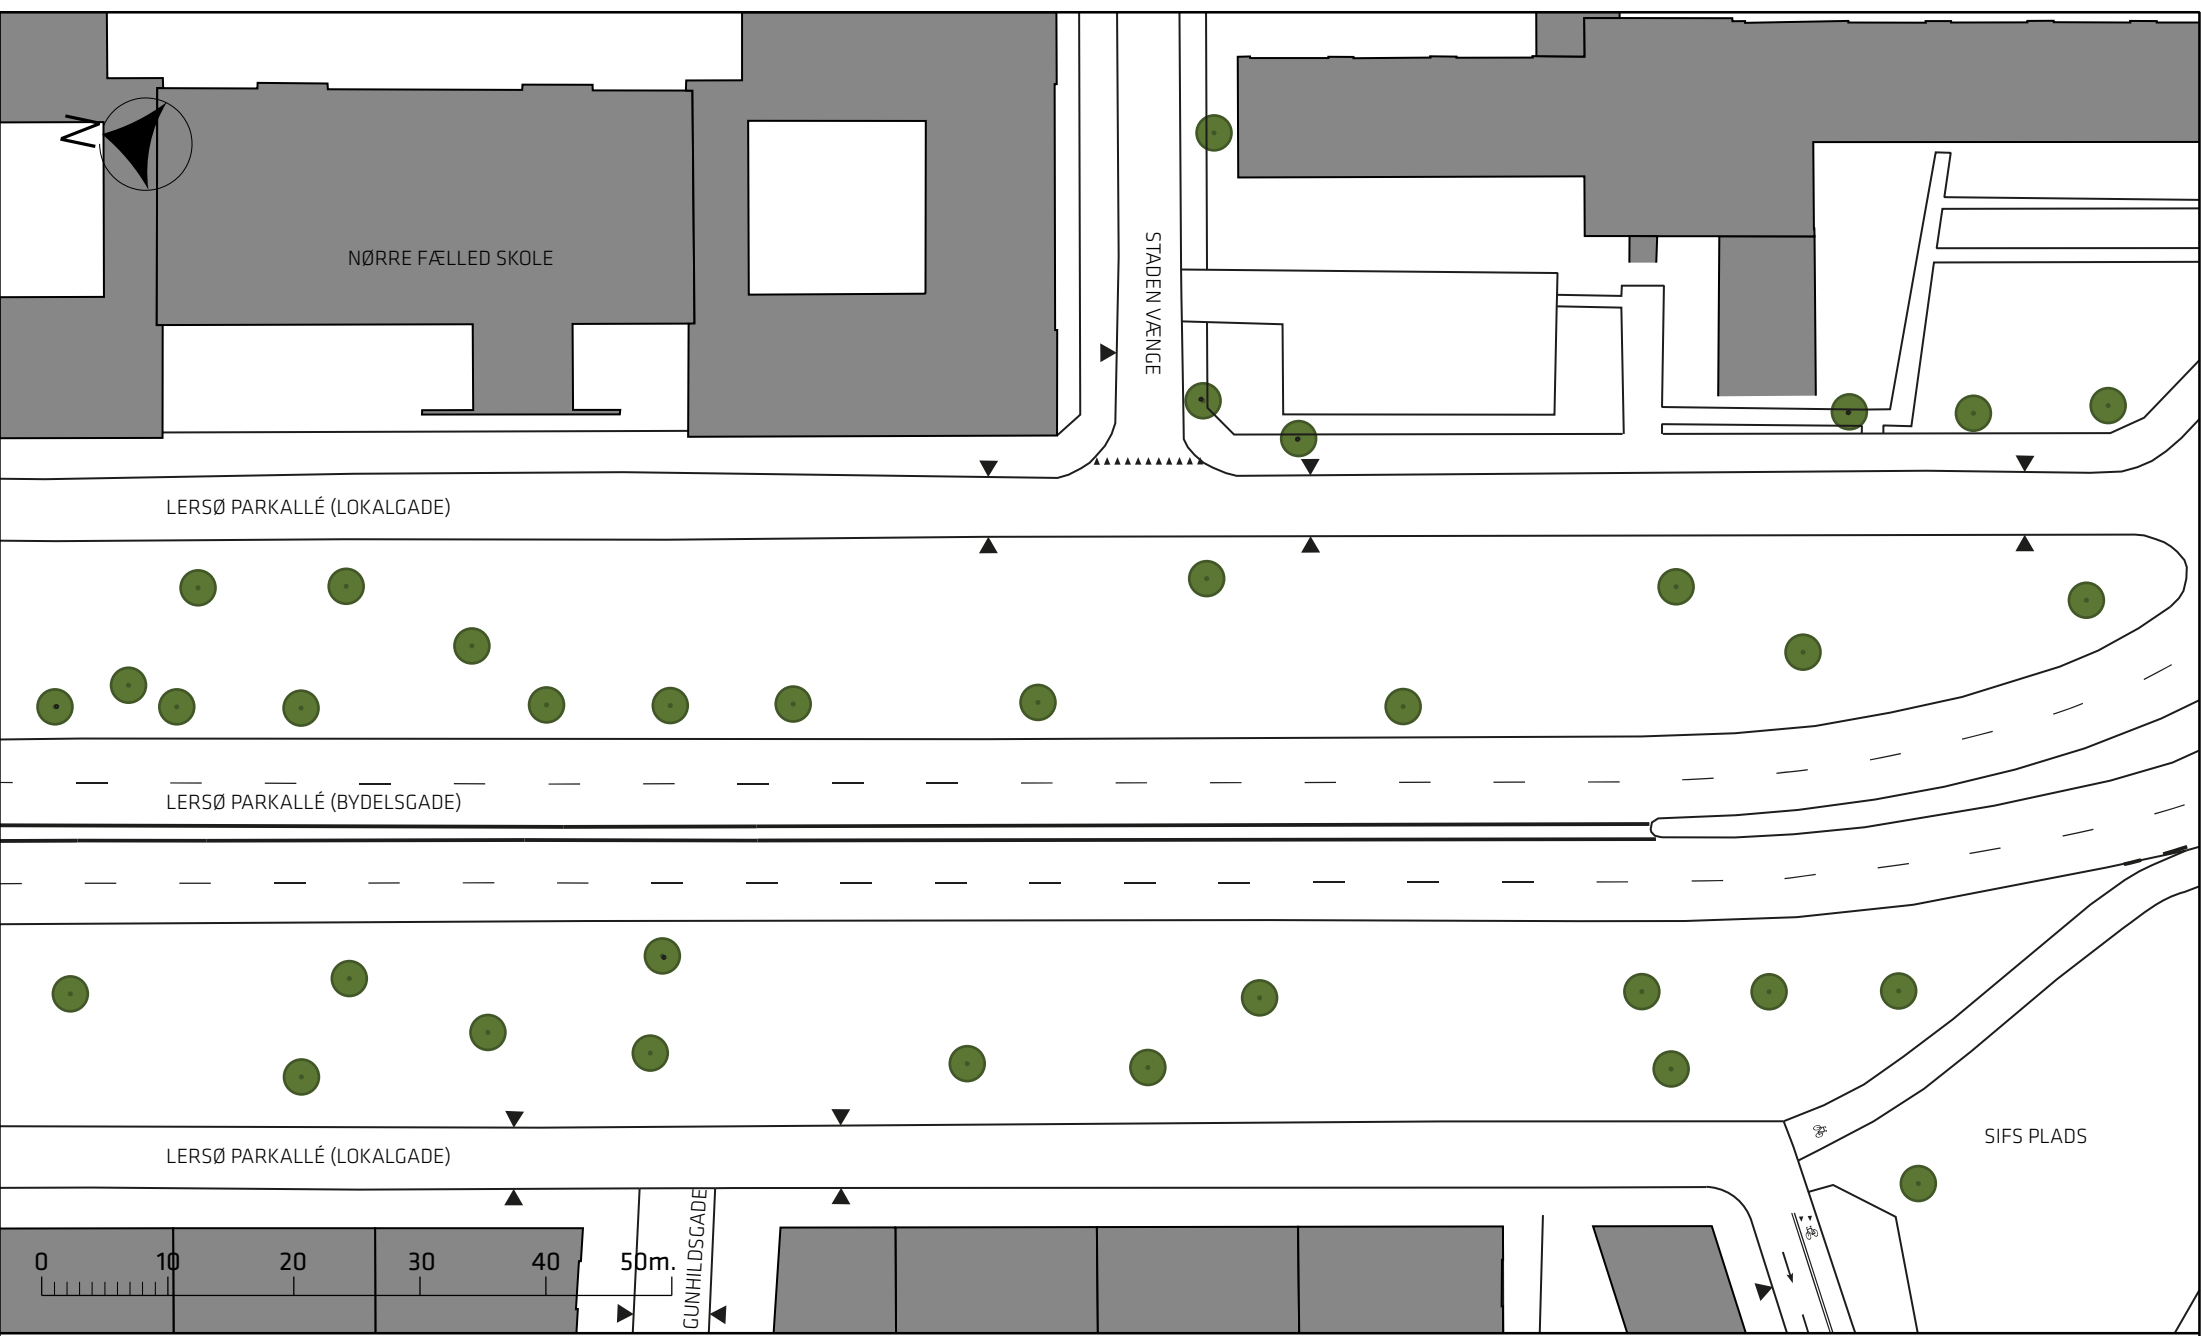 N
NØRRE FÆLLED SKOLE
STADEN VÆNGE
LERSØ PARKALLÉ (LOKALGADE)
LERSØ PARKALLÉ (BYDELSGADE)
LERSØ PARKALLÉ (LOKALGADE)
SIFS PLADS
GUNHILDSGADE
0 10 20 30 40 50m.